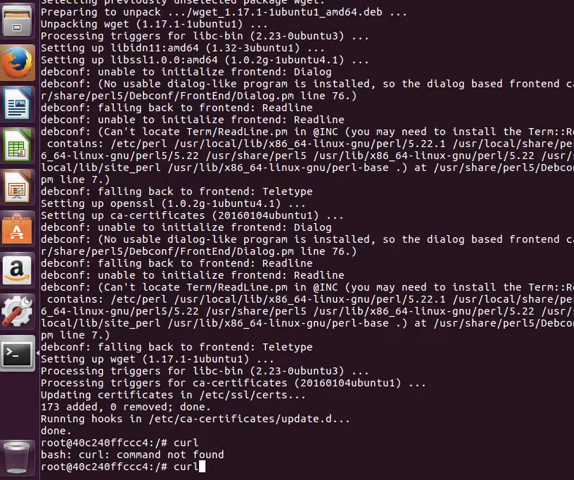 Selecting previously unselected package wget.
Preparing to unpack .../wget_1.17.1-1ubuntu1_amd64.deb ...
Unpacking wget (1.17.1-1ubuntu1) ...
Processing triggers for libc-bin (2.23-0ubuntu3) ...
Setting up libidn11:amd64 (1.32-3ubuntu1) ...
Setting up libssl1.0.0:amd64 (1.0.2g-1ubuntu4.1) ...
debconf: unable to initialize frontend: Dialog
debconf: (No usable dialog-like program is installed, so the dialog based frontend ca
r/share/perl5/Debconf/FrontEnd/Dialog.pm line 76.)
debconf: falling back to frontend: Readline
debconf: unable to initialize frontend: Readline
debconf: (Can't locate Term/ReadLine.pm in @INC (you may need to install the Term::Re
 contains: /etc/perl /usr/local/lib/x86_64-linux-gnu/perl/5.22.1 /usr/local/share/per
6_64-linux-gnu/perl5/5.22 /usr/share/perl5 /usr/lib/x86_64-linux-gnu/perl/5.22 /usr/s
local/lib/site_perl /usr/lib/x86_64-linux-gnu/perl-base .) at /usr/share/perl5/Debcon
pm line 7.)
debconf: falling back to frontend: Teletype
Setting up openssl (1.0.2g-1ubuntu4.1) ...
Setting up ca-certificates (20160104ubuntu1) ...
debconf: unable to initialize frontend: Dialog
debconf: (No usable dialog-like program is installed, so the dialog based frontend ca
r/share/perl5/Debconf/FrontEnd/Dialog.pm line 76.)
debconf: falling back to frontend: Readline
debconf: unable to initialize frontend: Readline
debconf: (Can't locate Term/ReadLine.pm in @INC (you may need to install the Term::Re
 contains: /etc/perl /usr/local/lib/x86_64-linux-gnu/perl/5.22.1 /usr/local/share/per
6_64-linux-gnu/perl5/5.22 /usr/share/perl5 /usr/lib/x86_64-linux-gnu/perl/5.22 /usr/s
local/lib/site_perl /usr/lib/x86_64-linux-gnu/perl-base .) at /usr/share/perl5/Debcon
pm line 7.)
debconf: falling back to frontend: Teletype
Setting up wget (1.17.1-1ubuntu1) ...
Processing triggers for libc-bin (2.23-0ubuntu3) ...
Processing triggers for ca-certificates (20160104ubuntu1) ...
Updating certificates in /etc/ssl/certs...
173 added, 0 removed; done.
Running hooks in /etc/ca-certificates/update.d...
done.
root@40c240ffccc4:/# curl
bash: curl: command not found
root@40c240ffccc4:/# curl